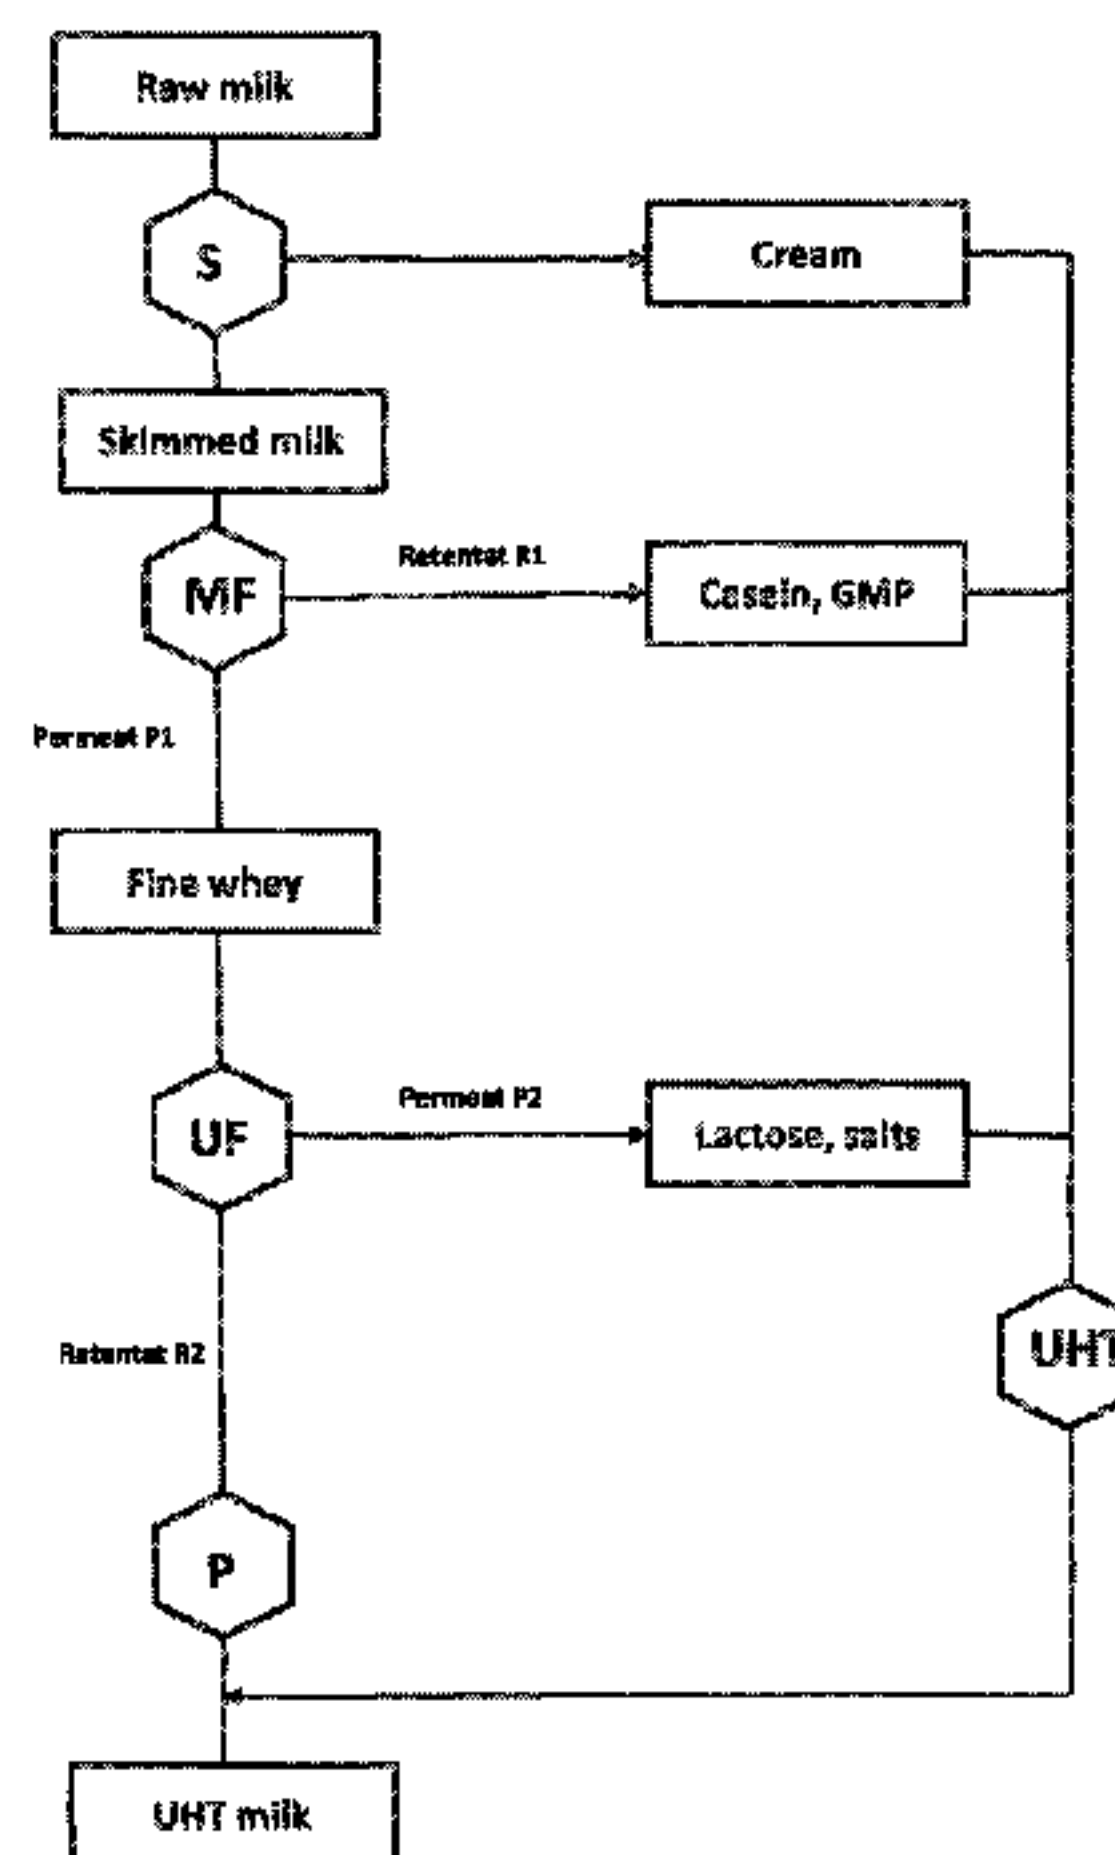 Raw milk
S
Cream
Skimmed milk
Retentat R1
MF
Casein, GMP
Permeat P1
Fine whey
Permeat P2
UF
Lactose, salts
UHT
Retentat R2
P
UHT milk